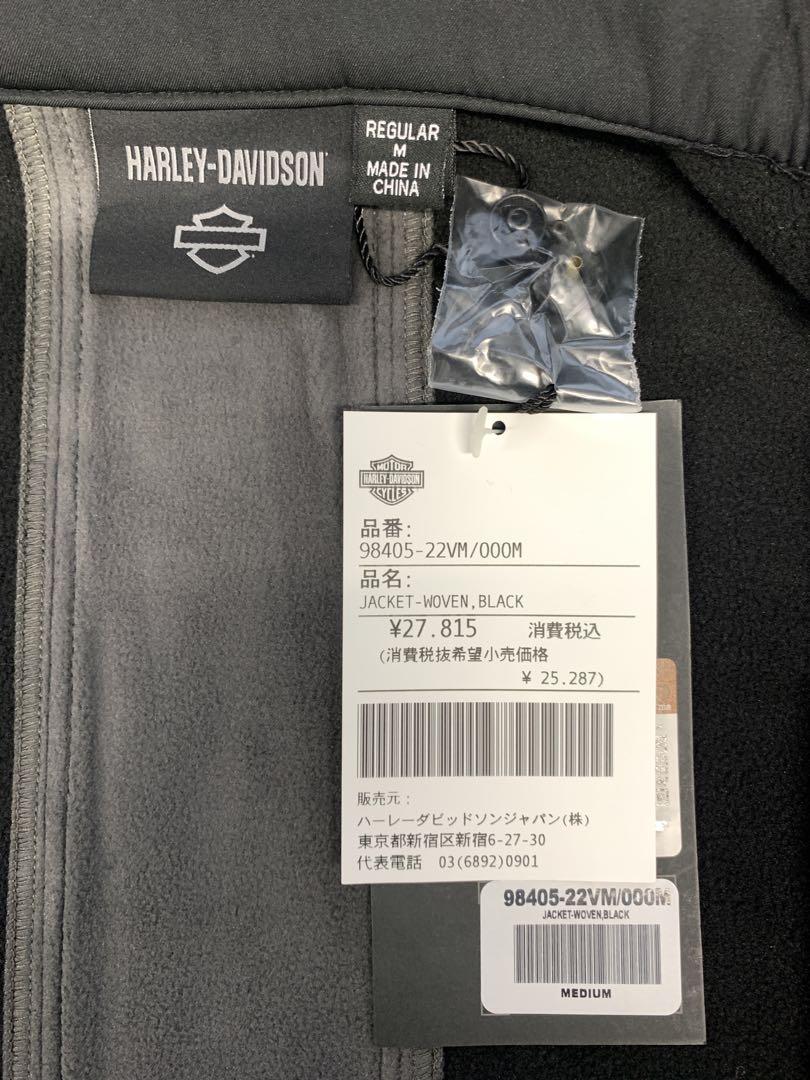 HARLEY-DAVIDSON
REGULAR
M
MADE IN
CHINA
MOTOR
HARLEY-DAVIDSON
CYCLES
品番:
98405-22VM/000M
品名:
JACKET-WOVEN,BLACK
¥27.815 消費税込
(消費税抜希望小売価格
¥ 25.287)
販売元:
ハーレーダビッドソンジャパン(株)
東京都新宿区新宿6-27-30
代表電話 03(6892)0901
98405-22VM/000M
JACKET-WOVEN,BLACK
MEDIUM